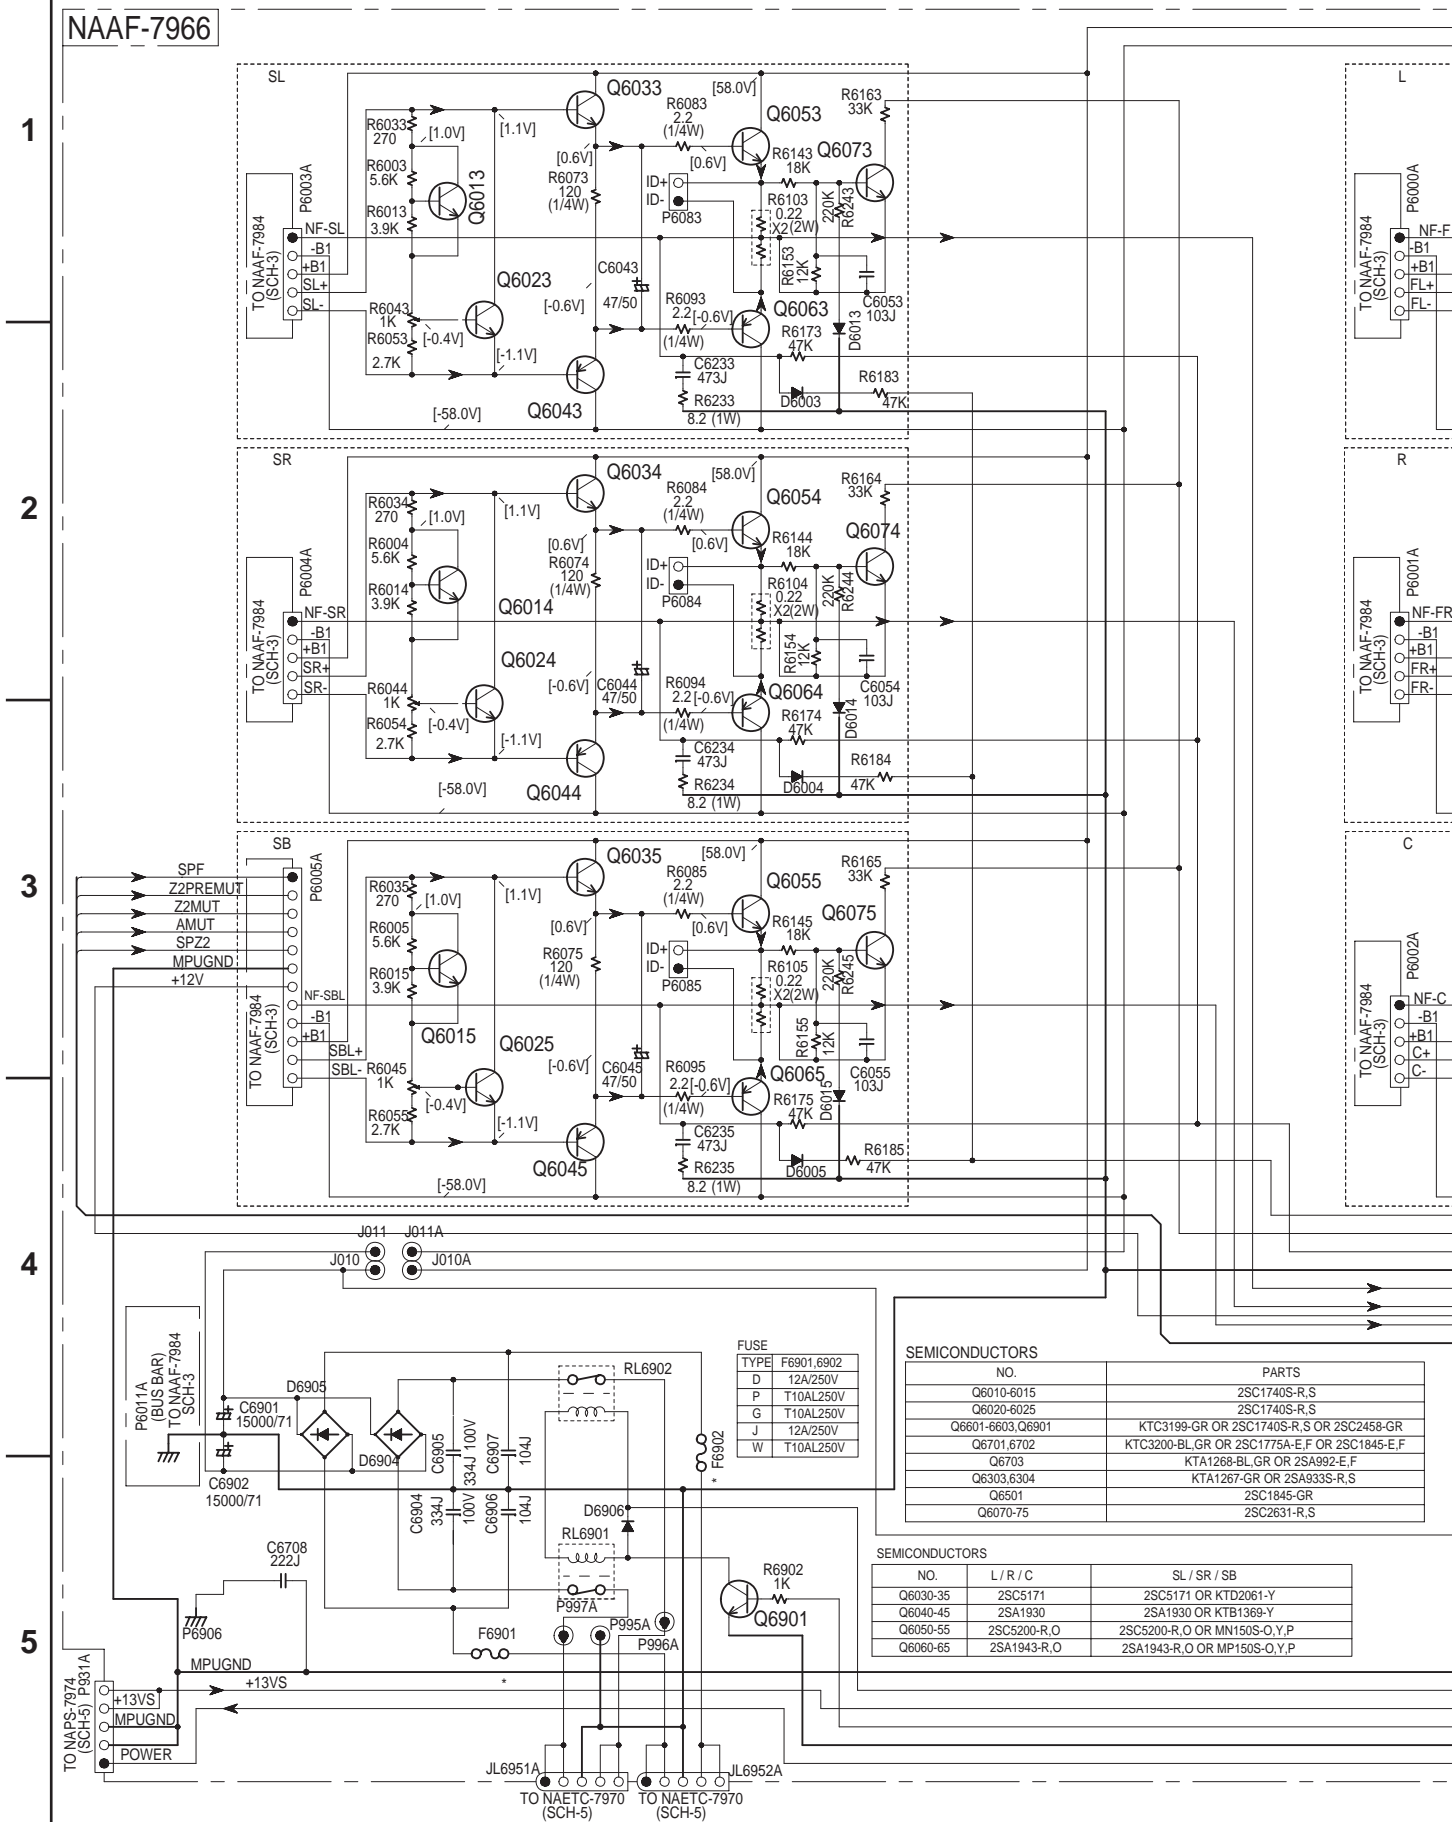 NAAF-7966
1
2
3
4
5
SL
TO NAAF-7984
(SCH-3)
P6003A
NF-SL
-B1
+B1
SL+
SL-
R6033
270
R6003
5.6K
R6013
3.9K
R6043
1K
R6053
2.7K
[1.0V]
[1.1V]
[-0.4V]
[-1.1V]
[-58.0V]
Q6013
Q6023
Q6033
Q6043
[0.6V]
R6073
120
(1/4W)
[-0.6V]
C6043
47/50
R6083
2.2
(1/4W)
[0.6V]
[58.0V]
Q6053
ID+
ID-
P6083
R6093
2.2
[-0.6V]
(1/4W)
Q6063
R6143
18K
R6103
0.22
X2(2W)
R6153
12K
220K
R6243
Q6073
R6163
33K
C6053
103J
D6013
R6173
47K
C6233
473J
R6233
8.2 (1W)
D6003
R6183
47K
SR
TO NAAF-7984
(SCH-3)
P6004A
NF-SR
-B1
+B1
SR+
SR-
R6034
270
R6004
5.6K
R6014
3.9K
R6044
1K
R6054
2.7K
[1.0V]
[1.1V]
[-0.4V]
[-1.1V]
[-58.0V]
Q6014
Q6024
Q6034
Q6044
[0.6V]
R6074
120
(1/4W)
[-0.6V]
C6044
47/50
R6084
2.2
(1/4W)
[0.6V]
[58.0V]
Q6054
ID+
ID-
P6084
R6094
2.2
[-0.6V]
(1/4W)
Q6064
R6144
18K
R6104
0.22
X2(2W)
R6154
12K
220K
R6244
Q6074
R6164
33K
C6054
103J
D6014
R6174
47K
C6234
473J
R6234
8.2 (1W)
D6004
R6184
47K
SB
SPF
Z2PREMUT
Z2MUT
AMUT
SPZ2
MPUGND
+12V
TO NAAF-7984
(SCH-3)
P6005A
NF-SBL
-B1
+B1
SBL+
SBL-
R6035
270
R6005
5.6K
R6015
3.9K
R6045
1K
R6055
2.7K
[1.0V]
[1.1V]
[-0.4V]
[-1.1V]
[-58.0V]
Q6015
Q6025
Q6035
Q6045
[0.6V]
R6075
120
(1/4W)
[-0.6V]
C6045
47/50
R6085
2.2
(1/4W)
[0.6V]
[58.0V]
Q6055
ID+
ID-
P6085
R6095
2.2
[-0.6V]
(1/4W)
Q6065
R6145
18K
R6105
0.22
X2(2W)
R6155
12K
220K
R6245
Q6075
R6165
33K
C6055
103J
D6015
R6175
47K
C6235
473J
R6235
8.2 (1W)
D6005
R6185
47K
L
TO NAAF-7984
(SCH-3)
P6000A
NF-F
-B1
+B1
FL+
FL-
R
TO NAAF-7984
(SCH-3)
P6001A
NF-FR
-B1
+B1
FR+
FR-
C
TO NAAF-7984
(SCH-3)
P6002A
NF-C
-B1
+B1
C+
C-
J011
J011A
J010
J010A
P6011A
(BUS BAR)
TO NAAF-7984
SCH-3
C6901
15000/71
C6902
15000/71
D6905
D6904
C6905
334J 100V
C6907
104J
C6904
334J
100V
C6906
104J
RL6902
D6906
RL6901
F6902
*
C6708
222J
P6906
F6901
*
P997A
P995A
P996A
R6902
1K
Q6901
FUSE
TYPE F6901,6902
D 12A/250V
P T10AL250V
G T10AL250V
J 12A/250V
W T10AL250V
SEMICONDUCTORS
NO. PARTS
Q6010-6015 2SC1740S-R,S
Q6020-6025 2SC1740S-R,S
Q6601-6603,Q6901 KTC3199-GR OR 2SC1740S-R,S OR 2SC2458-GR
Q6701,6702 KTC3200-BL,GR OR 2SC1775A-E,F OR 2SC1845-E,F
Q6703 KTA1268-BL,GR OR 2SA992-E,F
Q6303,6304 KTA1267-GR OR 2SA933S-R,S
Q6501 2SC1845-GR
Q6070-75 2SC2631-R,S
SEMICONDUCTORS
NO. L / R / C SL / SR / SB
Q6030-35 2SC5171 2SC5171 OR KTD2061-Y
Q6040-45 2SA1930 2SA1930 OR KTB1369-Y
Q6050-55 2SC5200-R,O 2SC5200-R,O OR MN150S-O,Y,P
Q6060-65 2SA1943-R,O 2SA1943-R,O OR MP150S-O,Y,P
TO NAPS-7974
(SCH-5)
P931A
MPUGND
+13VS
+13VS
MPUGND
POWER
JL6951A
TO NAETC-7970
(SCH-5)
JL6952A
TO NAETC-7970
(SCH-5)